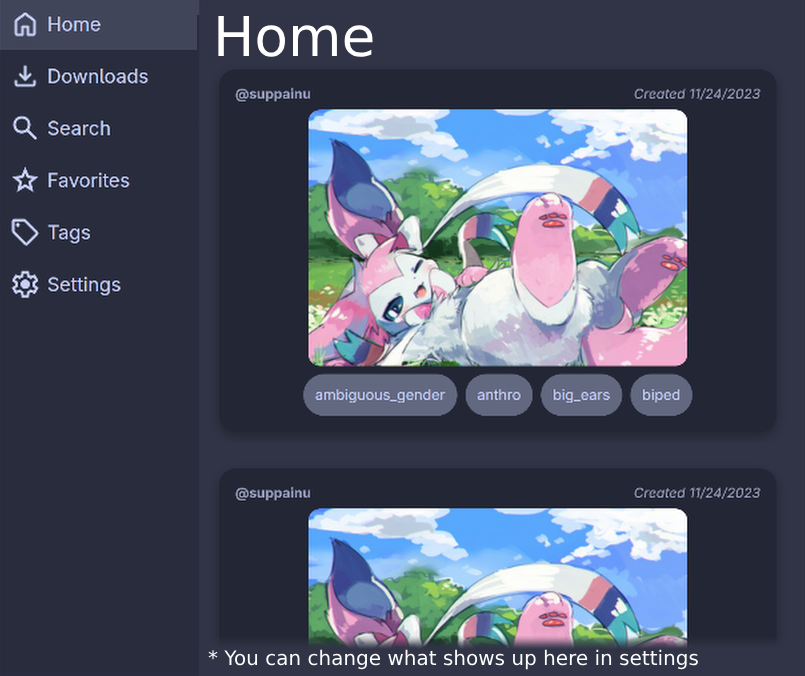 Home
Downloads
Search
Favorites
Tags
Settings
Home
@suppainu Created 11/24/2023
ambiguous_gender anthro big_ears biped
@suppainu Created 11/24/2023
* You can change what shows up here in settings